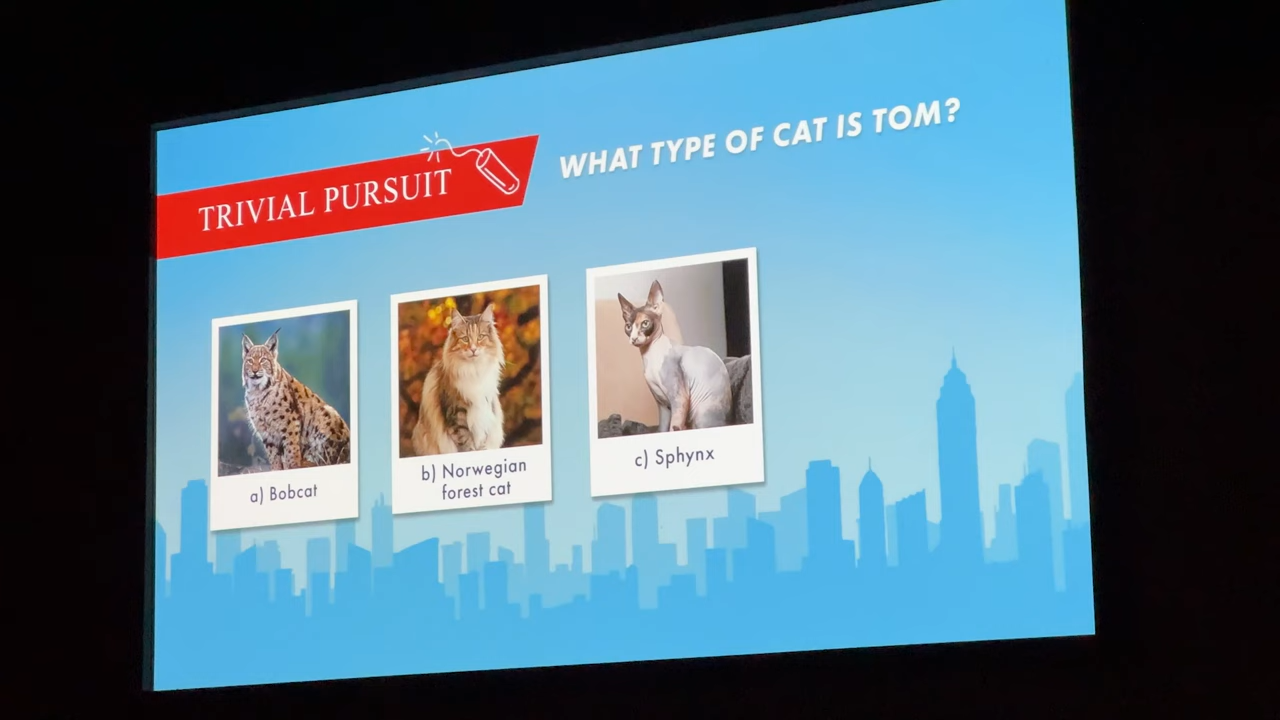 TRIVIAL PURSUIT
WHAT TYPE OF CAT IS TOM?
a) Bobcat
b) Norwegian
forest cat
c) Sphynx